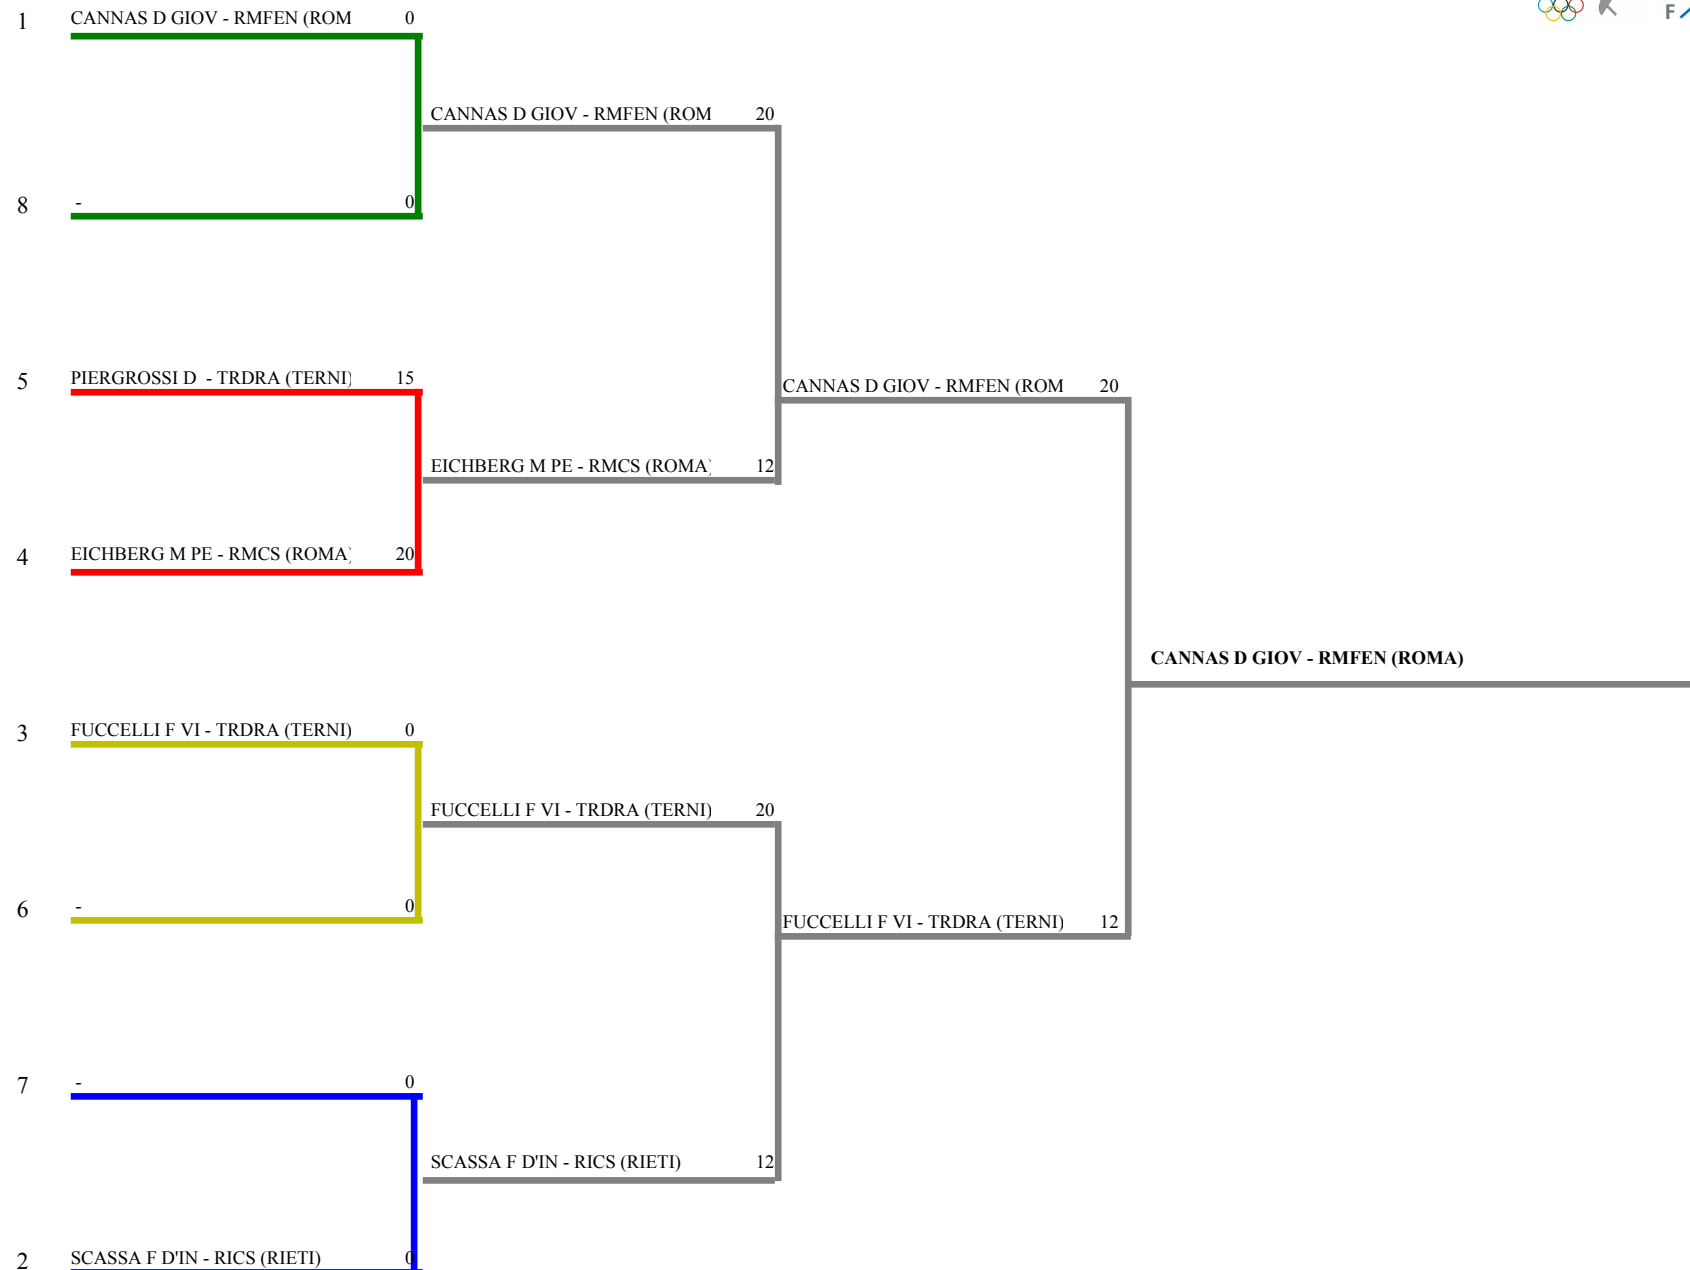 1 CANNAS D GIOV - RMFEN (ROM 0
F
CANNAS D GIOV - RMFEN (ROM 20
8 - 0
5 PIERGROSSI D - TRDRA (TERNI) 15
CANNAS D GIOV - RMFEN (ROM 20
EICHBERG M PE - RMCS (ROMA) 12
4 EICHBERG M PE - RMCS (ROMA) 20
CANNAS D GIOV - RMFEN (ROMA)
3 FUCCELLI F VI - TRDRA (TERNI) 0
FUCCELLI F VI - TRDRA (TERNI) 20
6 - 0
FUCCELLI F VI - TRDRA (TERNI) 12
7 - 0
SCASSA F D'IN - RICS (RIETI) 12
2 SCASSA F D'IN - RICS (RIETI) 0